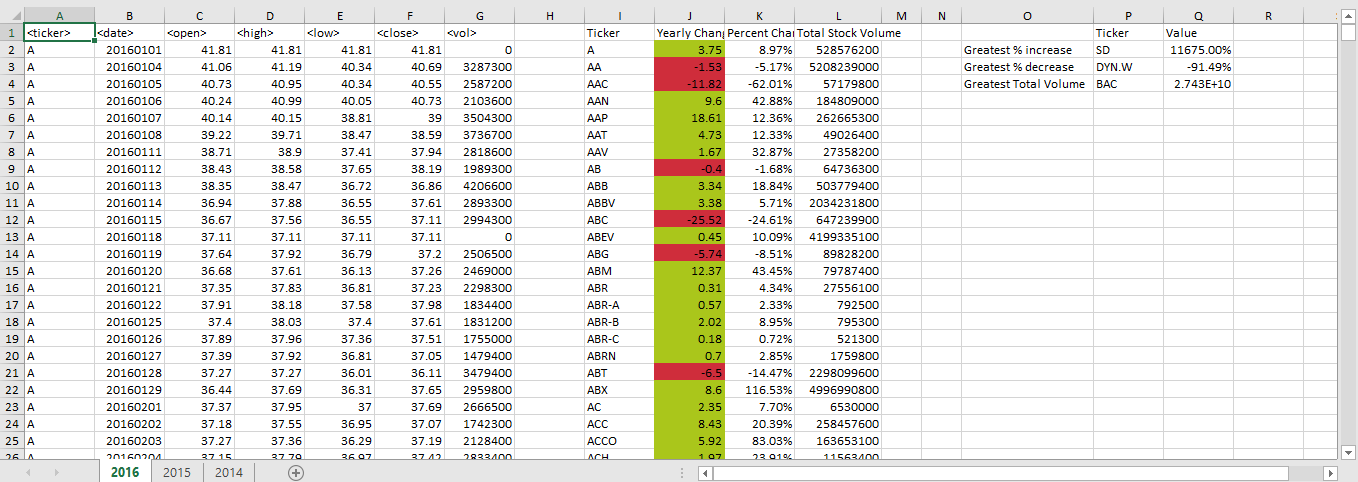 A B C D E F G H I J K L M N O P Q R
1 <ticker> <date> <open> <high> <low> <close> <vol> Ticker Yearly Chang Percent Chan Total Stock Volume Ticker Value
2 A 20160101 41.81 41.81 41.81 41.81 0 A 3.75 8.97% 528576200 Greatest % increase SD 11675.00%
3 A 20160104 41.06 41.19 40.34 40.69 3287300 AA -1.53 -5.17% 5208239000 Greatest % decrease DYN.W -91.49%
4 A 20160105 40.73 40.95 40.34 40.55 2587200 AAC -11.82 -62.01% 57179800 Greatest Total Volume BAC 2.743E+10
5 A 20160106 40.24 40.99 40.05 40.73 2103600 AAN 9.6 42.88% 184809000
6 A 20160107 40.14 40.15 38.81 39 3504300 AAP 18.61 12.36% 262665300
7 A 20160108 39.22 39.71 38.47 38.59 3736700 AAT 4.73 12.33% 49026400
8 A 20160111 38.71 38.9 37.41 37.94 2818600 AAV 1.67 32.87% 27358200
9 A 20160112 38.43 38.58 37.65 38.19 1989300 AB -0.4 -1.68% 64736300
10 A 20160113 38.35 38.47 36.72 36.86 4206600 ABB 3.34 18.84% 503779400
11 A 20160114 36.94 37.88 36.55 37.61 2893300 ABBV 3.38 5.71% 2034231800
12 A 20160115 36.67 37.56 36.55 37.11 2994300 ABC -25.52 -24.61% 647239900
13 A 20160118 37.11 37.11 37.11 37.11 0 ABEV 0.45 10.09% 4199335100
14 A 20160119 37.64 37.92 36.79 37.2 2506500 ABG -5.74 -8.51% 89828200
15 A 20160120 36.68 37.61 36.13 37.26 2469000 ABM 12.37 43.45% 79787400
16 A 20160121 37.35 37.83 36.81 37.23 2298300 ABR 0.31 4.34% 27556100
17 A 20160122 37.91 38.18 37.58 37.98 1834400 ABR-A 0.57 2.33% 792500
18 A 20160125 37.4 38.03 37.4 37.61 1831200 ABR-B 2.02 8.95% 795300
19 A 20160126 37.89 37.96 37.36 37.51 1755000 ABR-C 0.18 0.72% 521300
20 A 20160127 37.39 37.92 36.81 37.05 1479400 ABRN 0.7 2.85% 1759800
21 A 20160128 37.27 37.27 36.01 36.11 3479400 ABT -6.5 -14.47% 2298099600
22 A 20160129 36.44 37.69 36.31 37.65 2959800 ABX 8.6 116.53% 4996990800
23 A 20160201 37.37 37.95 37 37.69 2666500 AC 2.35 7.70% 6530000
24 A 20160202 37.18 37.55 36.95 37.07 1742300 ACC 8.43 20.39% 258457600
25 A 20160203 37.27 37.36 36.29 37.19 2128400 ACCO 5.92 83.03% 163653100
26 A 20160204 37.15 37.79 36.97 37.42 2833400 ACH 1.97 23.91% 11563400
2016 2015 2014